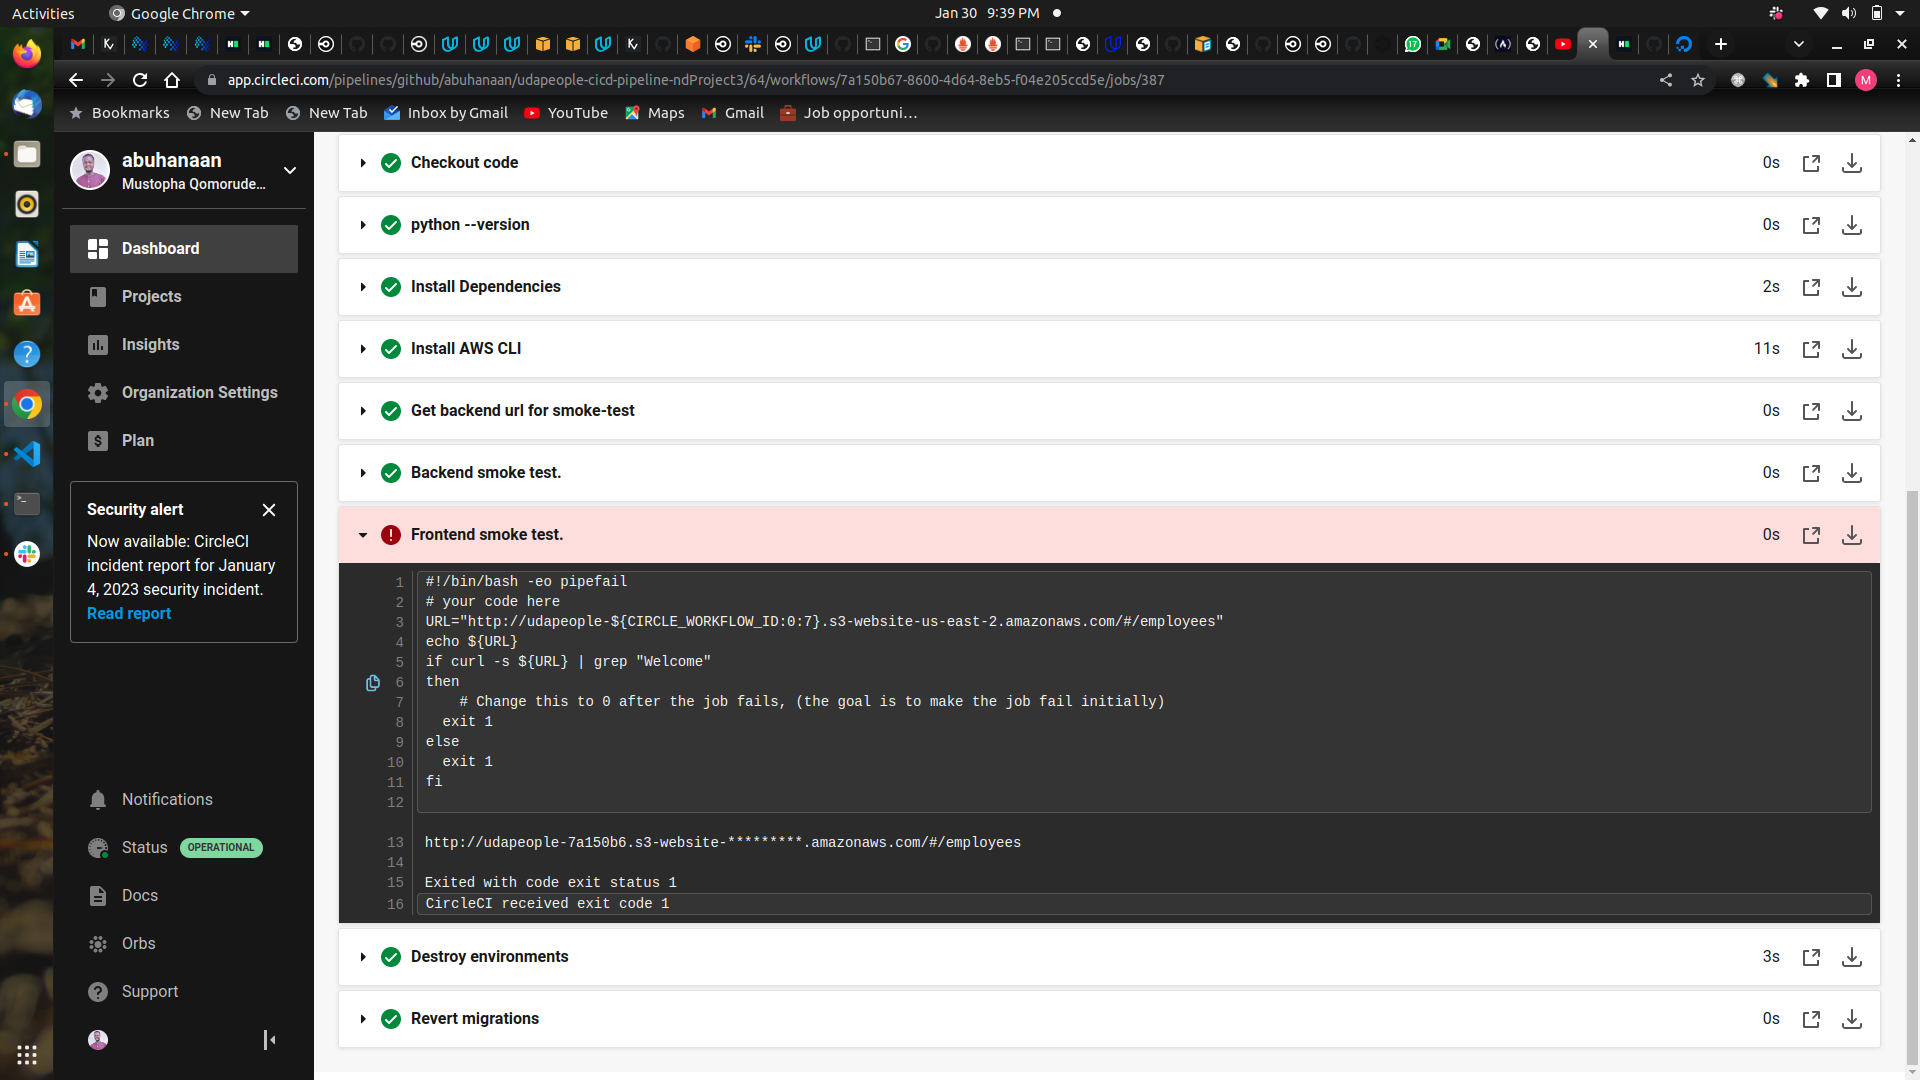 Activities
Google Chrome
Jan 30 9:39 PM
app.circleci.com/pipelines/github/abuhanaan/udapeople-cicd-pipeline-ndProject3/64/workflows/7a150b67-8600-4d64-8eb5-f04e205ccd5e/jobs/387
M
Bookmarks
New Tab
New Tab
Inbox by Gmail
YouTube
Maps
Gmail
Job opportuni...
abuhanaan
Mustopha Qomorude...
Dashboard
Projects
Insights
Organization Settings
Plan
Security alert
Now available: CircleCI
incident report for January
4, 2023 security incident.
Read report
Notifications
Status OPERATIONAL
Docs
Orbs
Support
Checkout code 0s
python --version 0s
Install Dependencies 2s
Install AWS CLI 11s
Get backend url for smoke-test 0s
Backend smoke test. 0s
Frontend smoke test. 0s
1 #!/bin/bash -eo pipefail
2 # your code here
3 URL="http://udapeople-${CIRCLE_WORKFLOW_ID:0:7}.s3-website-us-east-2.amazonaws.com/#/employees"
4 echo ${URL}
5 if curl -s ${URL} | grep "Welcome"
6 then
7 # Change this to 0 after the job fails, (the goal is to make the job fail initially)
8 exit 1
9 else
10 exit 1
11 fi
12
13 http://udapeople-7a150b6.s3-website-*********.amazonaws.com/#/employees
14
15 Exited with code exit status 1
16 CircleCI received exit code 1
Destroy environments 3s
Revert migrations 0s